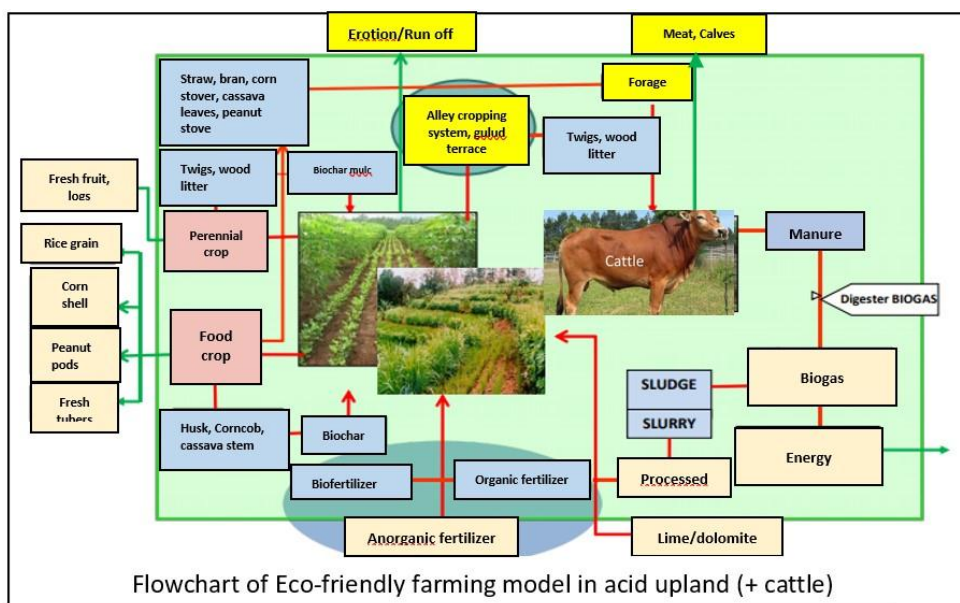 Erotion/Run off
Meat, Calves
Straw, bran, corn
stover, cassava
leaves, peanut
stove
Forage
Alley cropping
system, gulud
terrace
Twigs, wood
litter
Twigs, wood
litter
Biochar mulc
Fresh fruit,
logs
Perennial
crop
Rice grain
Corn
shell
Peanut
pods
Fresh
tubers
Food
crop
Cattle
Manure
Digester BIOGAS
Biogas
SLUDGE
SLURRY
Energy
Husk, Corncob,
cassava stem
Biochar
Biofertilizer
Organic fertilizer
Processed
Anorganic fertilizer
Lime/dolomite
Flowchart of Eco-friendly farming model in acid upland (+ cattle)